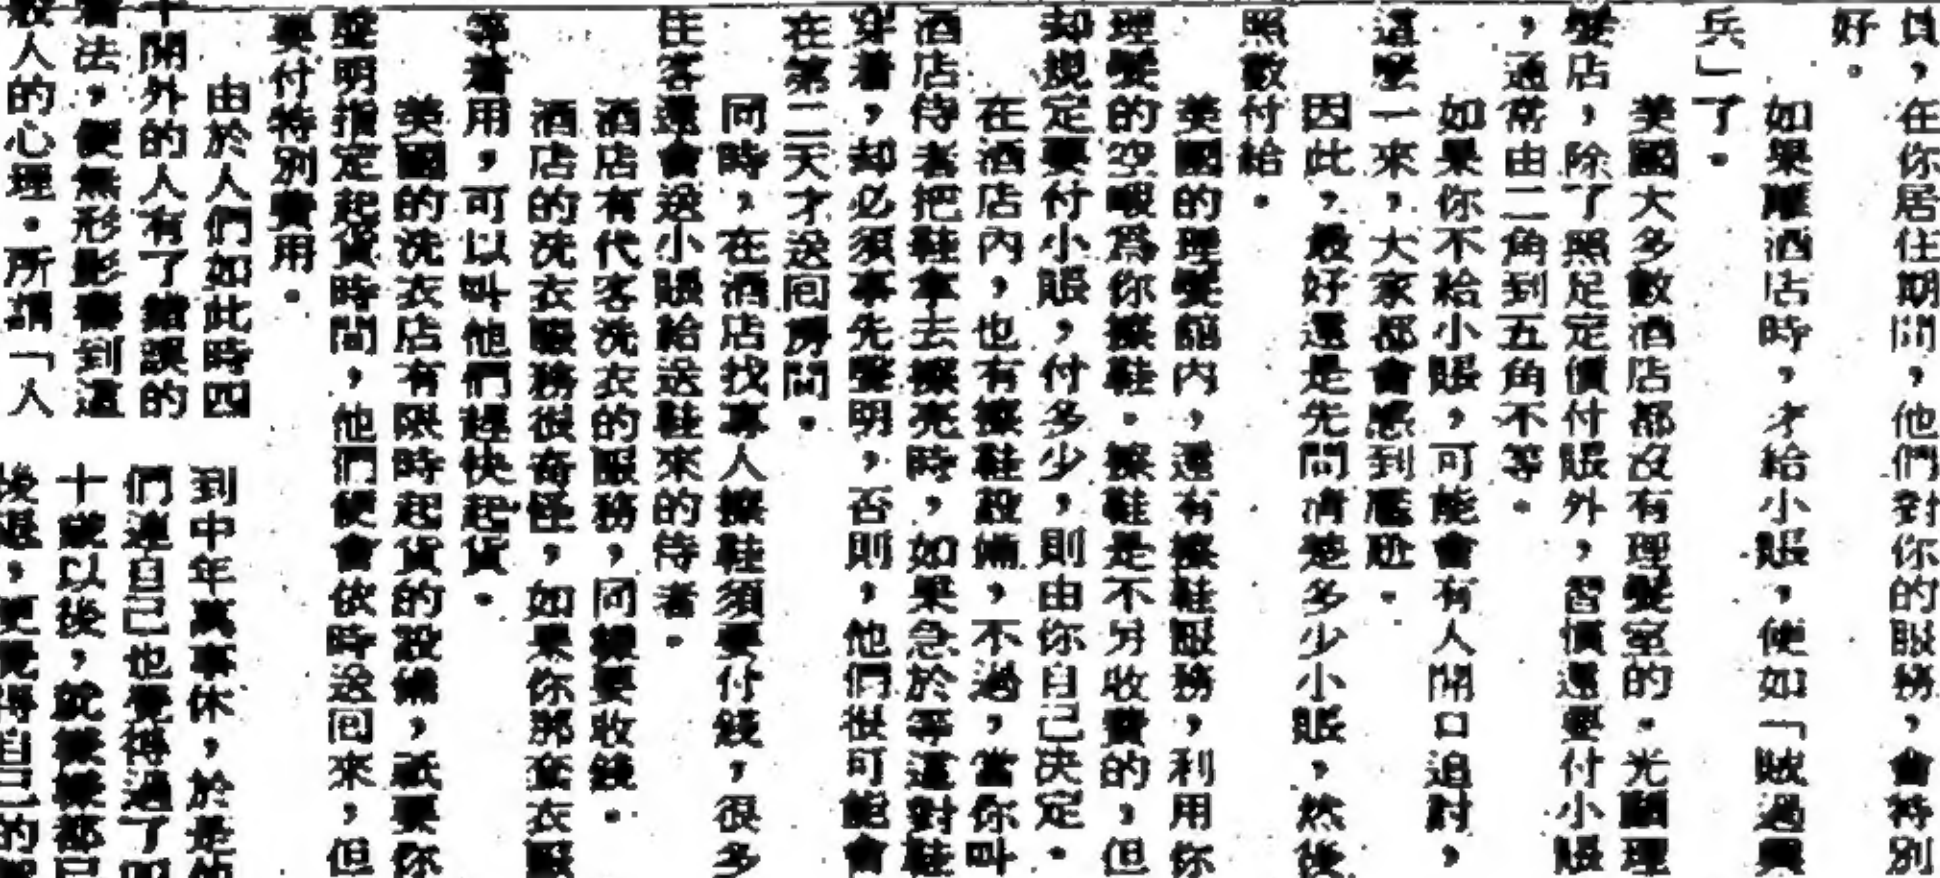 負，在你居住期間，他們對你的服務，會特別
好。
如果離酒店時，才給小賬，便如「賊過興
兵」了。
美國大多數酒店都沒有理髮室的。光顧理
髮店，除了照足定價付賬外，習慣還要付小賬
，通常由二角到五角不等。
如果你不給小賬，可能會有人開口追討，
這麼一來，大家都會感到尷尬。
因此，最好還是先問清楚多少小賬，然後
照數付給。
美國的理髮館內，還有擦鞋服務，利用你
理髮的空暇為你擦鞋。擦鞋是不另收費的，但
却規定要付小賬，付多少，則由你自己決定。
在酒店內，也有擦鞋設備，不過，當你叫
酒店侍者把鞋拿去擦亮時，如果急於等這對鞋
穿着，却必須事先聲明，否則，他們很可能會
在第二天才送回房間。
同時，在酒店找專人擦鞋須要付錢，很多
住客還會送小賬給送鞋來的侍者。
酒店有代客洗衣的服務，同樣要收錢。
酒店的洗衣服務很奇怪，如果你那套衣服
等着用，可以叫他們趕快起貨。
美國的洗衣店有限時起貨的設備，祇要你
聲明指定起貨時間，他們便會依時送回來，但
要付特別費用。
由於人們如此時四
十開外的人有了錯誤的
看法，便無形影響到這
般人的心理。所謂「人
到中年萬事休，於是他
們連自己也覺得過了四
十歲以後，就樣樣都已
後退，更覺得自己的